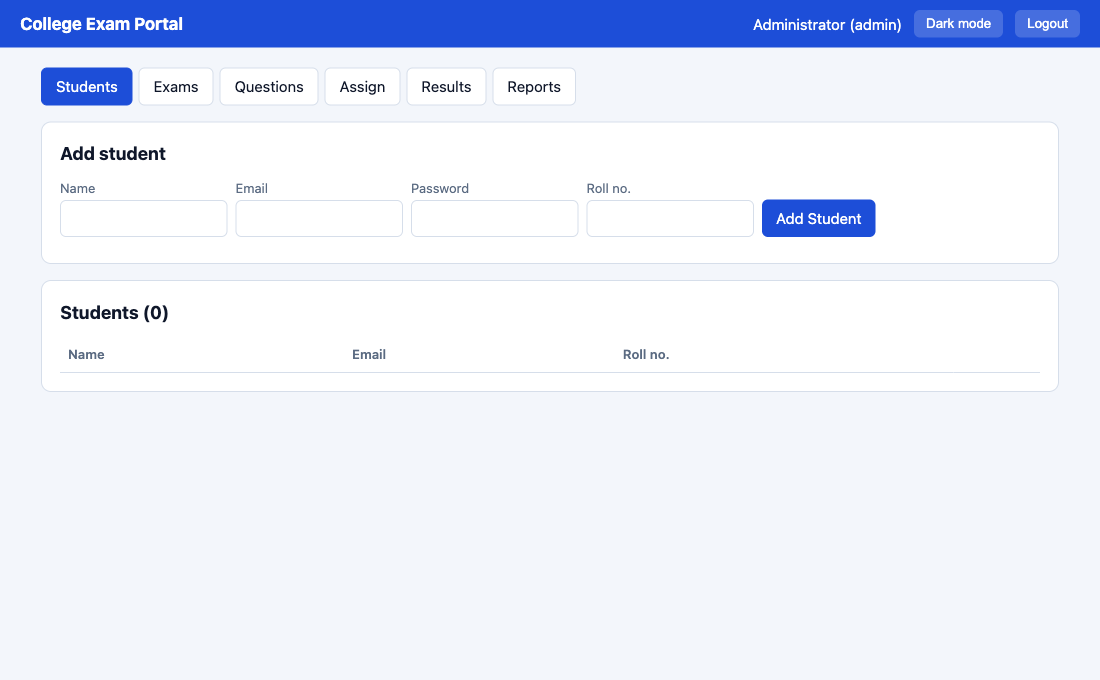 College Exam Portal
Administrator (admin) Dark mode Logout
Students Exams Questions Assign Results Reports
Add student
Name Email Password Roll no.
Add Student
Students (0)
Name Email Roll no.